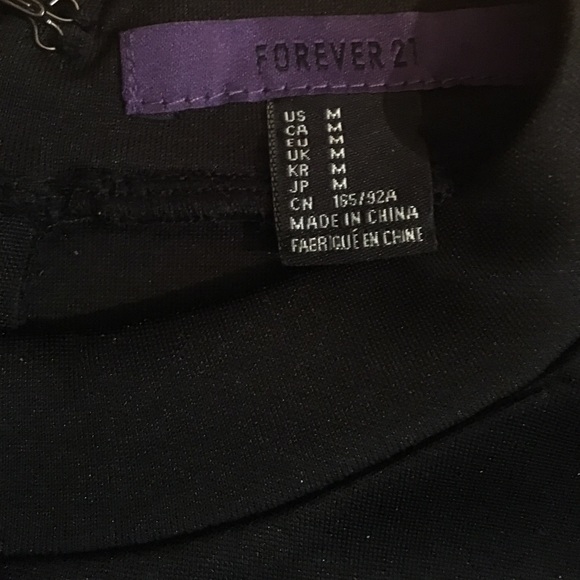 FOREVER 21
US M
CA M
EU M
UK M
KR M
JP M
CN 165/92A
MADE IN CHINA
FABRIQUÉ EN CHINE